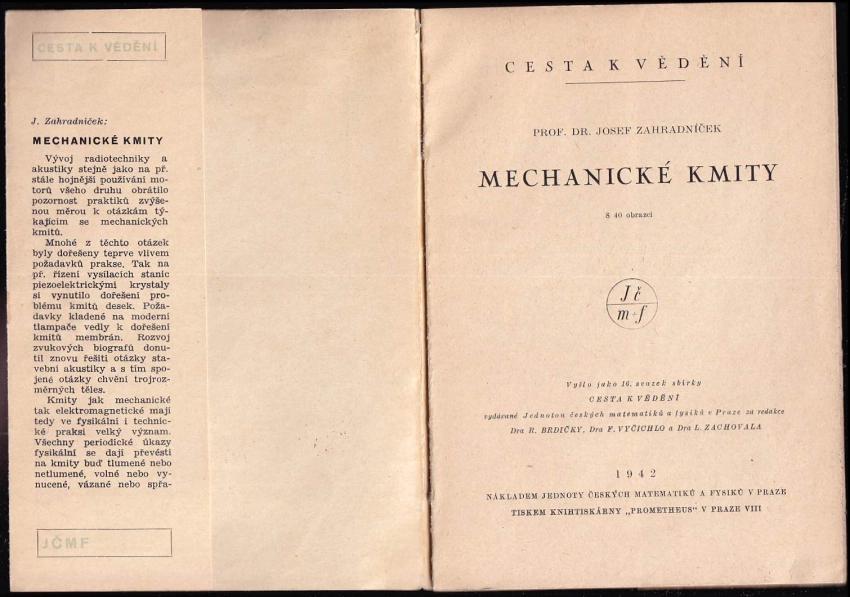 CESTA K VĚDĚNÍ
J. Zahradníček:
MECHANICKÉ KMITY
Vývoj radiotechniky a
akustiky stejně jako na př.
stále hojnější používání mo-
torů všeho druhu obrátilo
pozornost praktiků zvýše-
nou měrou k otázkám tý-
kajícím se mechanických
kmitů.
Mnohé z těchto otázek
byly dořešeny teprve vlivem
požadavků prakse. Tak na
př. řízení vysílacích stanic
piezoelektrickými krystaly
si vynutilo dořešení pro-
blému kmitů desek. Poža-
davky kladené na moderní
tlampače vedly k dořešení
kmitů membrán. Rozvoj
zvukových biografů donu-
til znovu řešiti otázky sta-
vební akustiky a s tím spo-
jené otázky chvění trojroz-
měrných těles.
Kmity jak mechanické
tak elektromagnetické mají
tedy ve fysikální i technic-
ké praksi velký význam.
Všechny periodické úkazy
fysikální se dají převésti
na kmity buď tlumené nebo
netlumené, volné nebo vy-
nucené, vázané nebo spřa-
JČMF
CESTA K VĚDĚNÍ
PROF. DR. JOSEF ZAHRADNÍČEK
MECHANICKÉ KMITY
S 40 obrazci
J č
m+f
Vyšlo jako 16. svazek sbírky
CESTA K VĚDĚNÍ
vydávané Jednotou českých matematiků a fysiků v Praze za redakce
Dra R. BRDIČKY, Dra F. VYČICHLO a Dra L. ZACHOVALA
1942
NÁKLADEM JEDNOTY ČESKÝCH MATEMATIKŮ A FYSIKŮ V PRAZE
TISKEM KNIHTISKÁRNY „PROMETHEUS" V PRAZE VIII